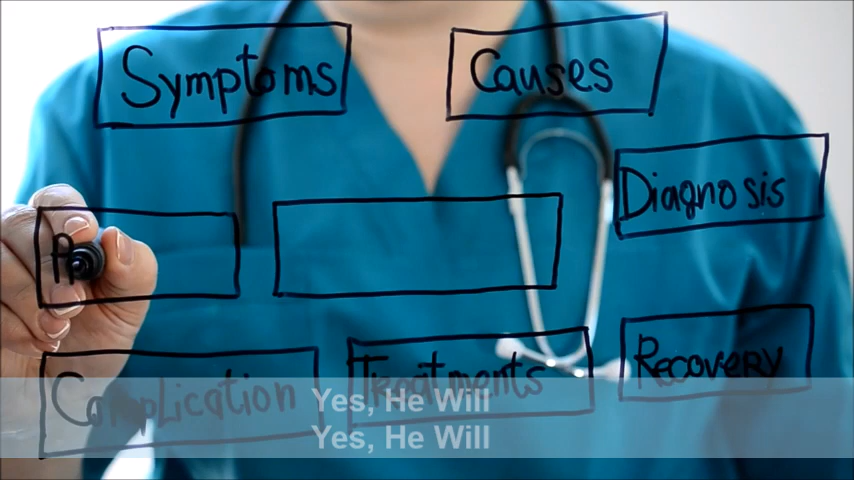 Symptoms
Causes
Diagnosis
A
Complication
Treatments
Recovery
Yes, He Will
Yes, He Will